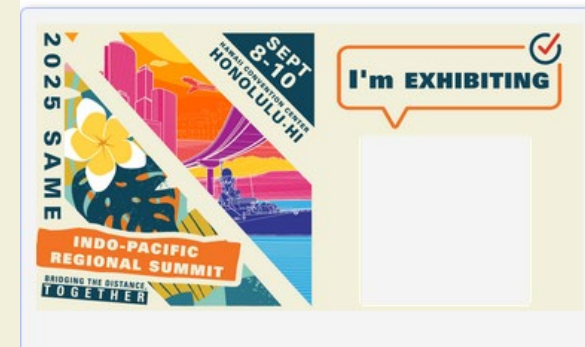 2025 SAME
SEPT
8-10
HAWAII CONVENTION CENTER
HONOLULU·HI
INDO-PACIFIC
REGIONAL SUMMIT
BRIDGING THE DISTANCE,
TOGETHER
I'm EXHIBITING